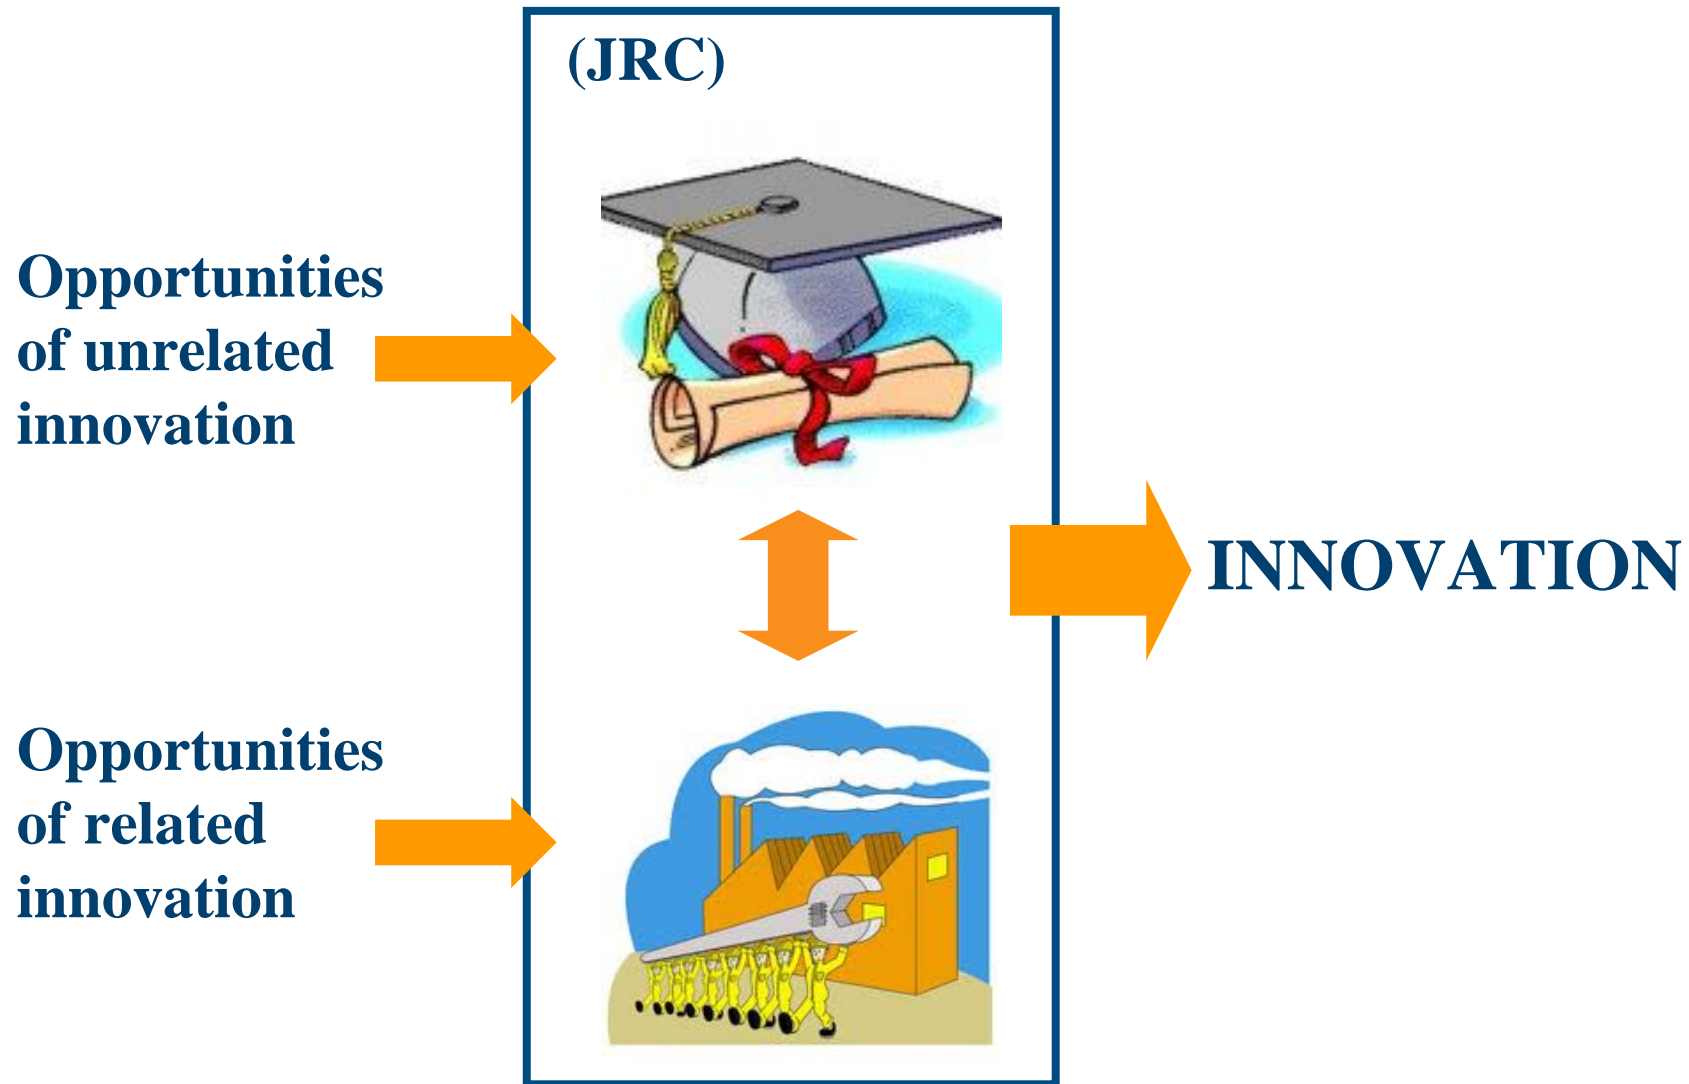 (JRC)
Opportunities
of unrelated
innovation
INNOVATION
Opportunities
of related
innovation